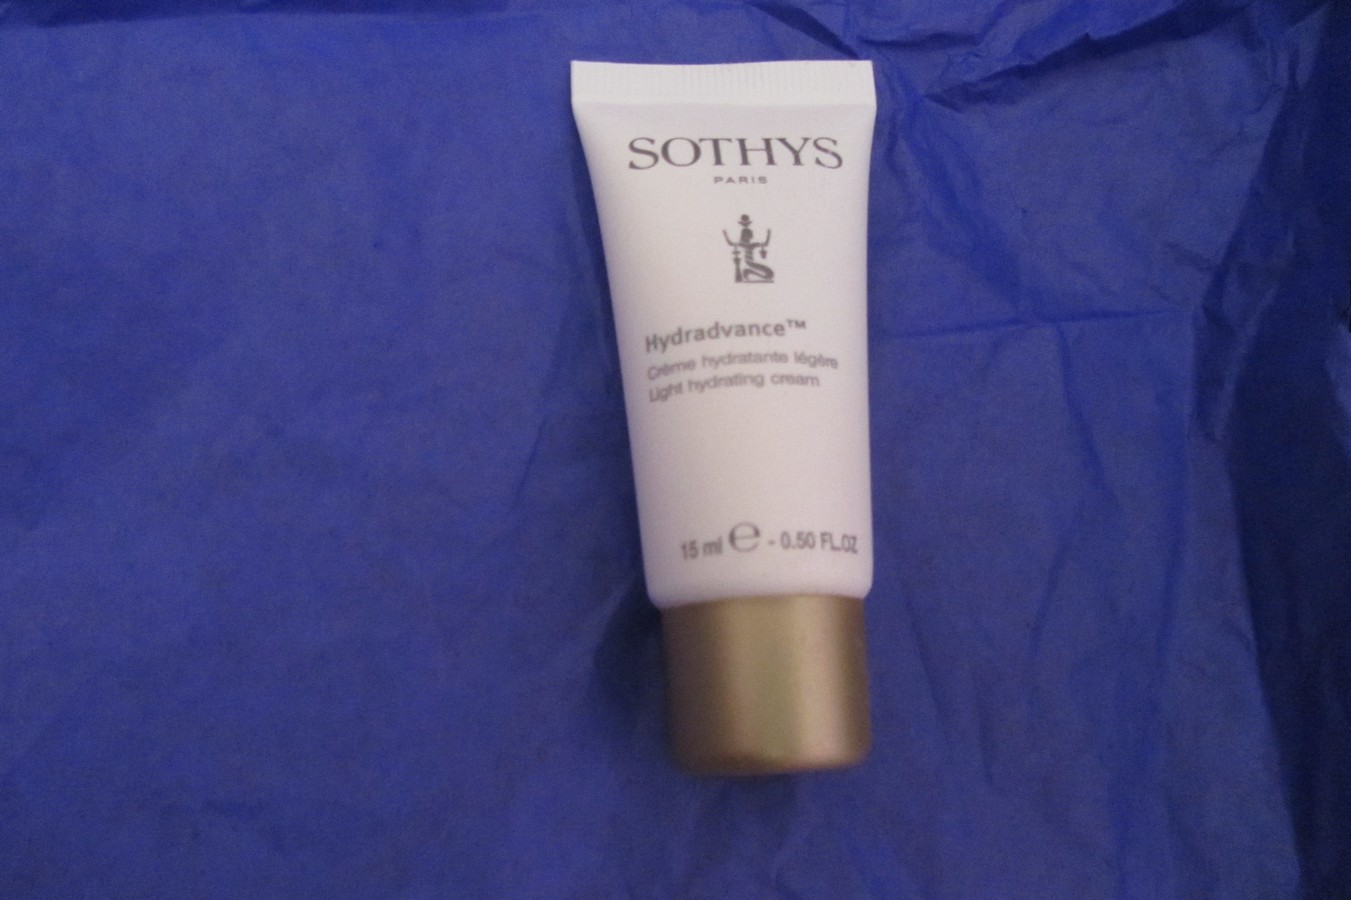 SOTHYS
PARIS
Hydradvance™
Crème hydratante légère
Light hydrating cream
15 ml ℮ - 0.50 FL.OZ